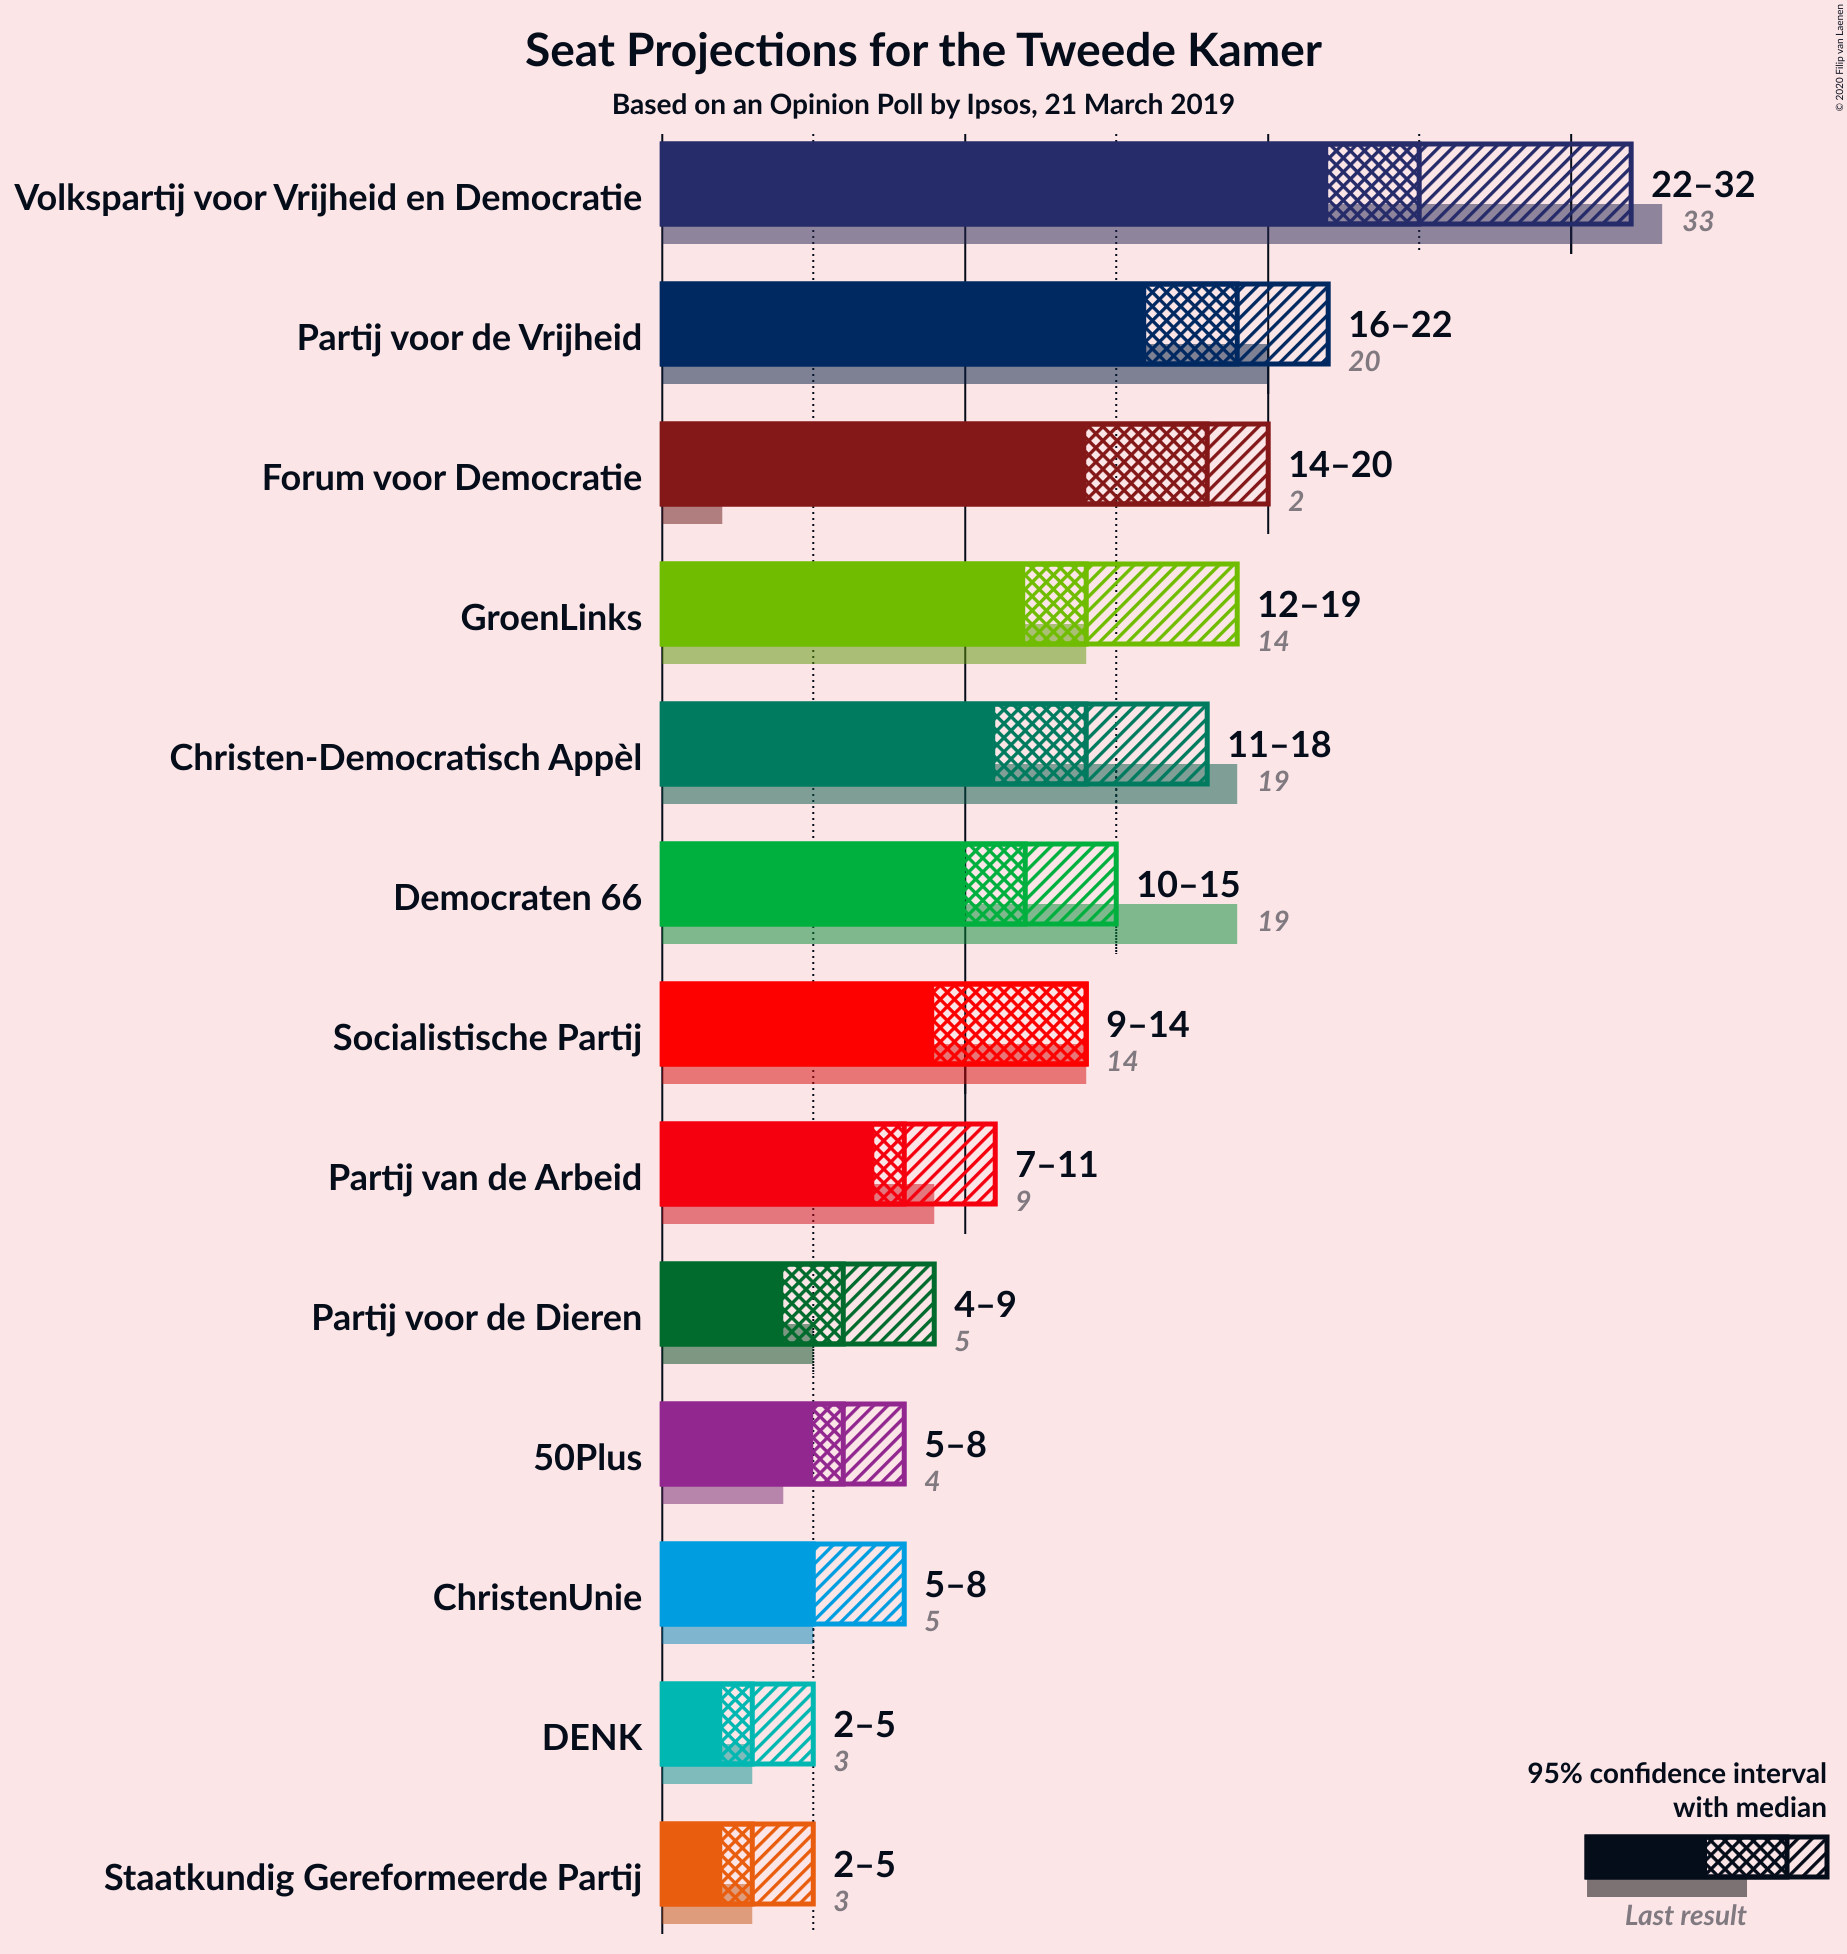 Seat Projections for the Tweede Kamer
Based on an Opinion Poll by Ipsos, 21 March 2019
© 2020 Filip van Laenen
Volkspartij voor Vrijheid en Democratie
22–32
33
Partij voor de Vrijheid
16–22
20
Forum voor Democratie
14–20
2
GroenLinks
12–19
14
Christen-Democratisch Appèl
11–18
19
Democraten 66
10–15
19
Socialistische Partij
9–14
14
Partij van de Arbeid
7–11
9
Partij voor de Dieren
4–9
5
50Plus
5–8
4
ChristenUnie
5–8
5
DENK
2–5
3
Staatkundig Gereformeerde Partij
2–5
3
95% confidence interval
with median
Last result